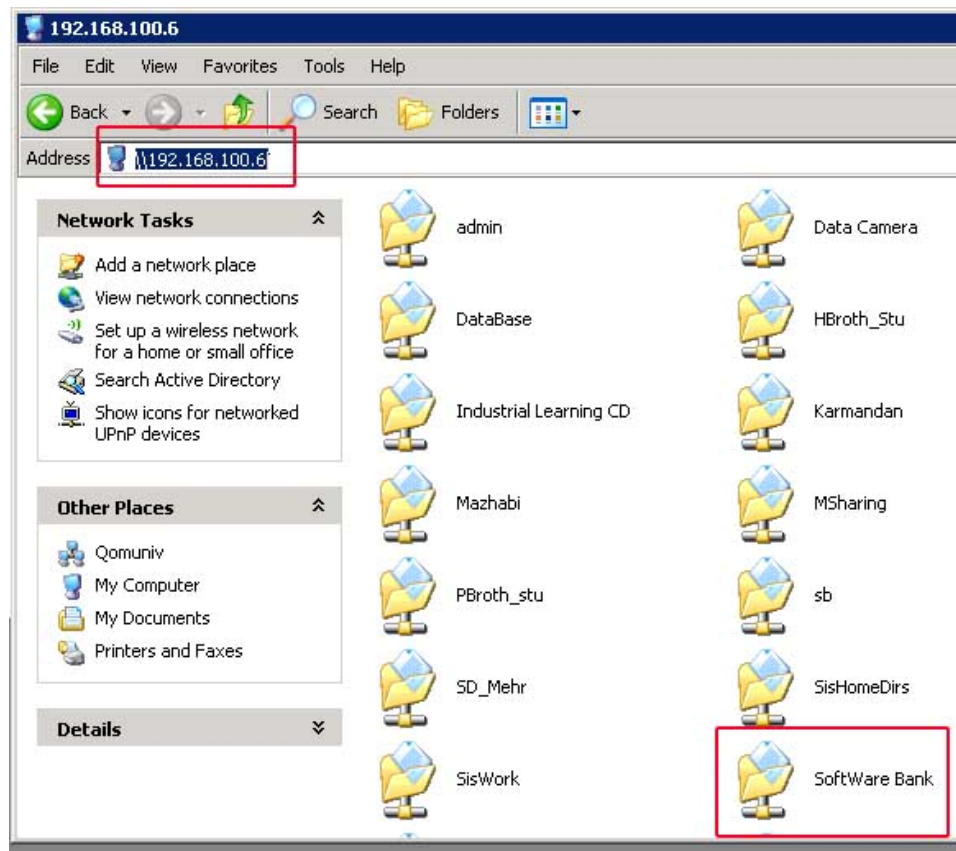 192.168.100.6
File Edit View Favorites Tools Help
Back Search Folders
Address \\192.168.100.6
Network Tasks
Add a network place
View network connections
Set up a wireless network
for a home or small office
Search Active Directory
Show icons for networked
UPnP devices
Other Places
Qomuniv
My Computer
My Documents
Printers and Faxes
Details
admin
Data Camera
DataBase
HBroth_Stu
Industrial Learning CD
Karmandan
Mazhabi
MSharing
PBroth_stu
sb
SD_Mehr
SisHomeDirs
SisWork
SoftWare Bank